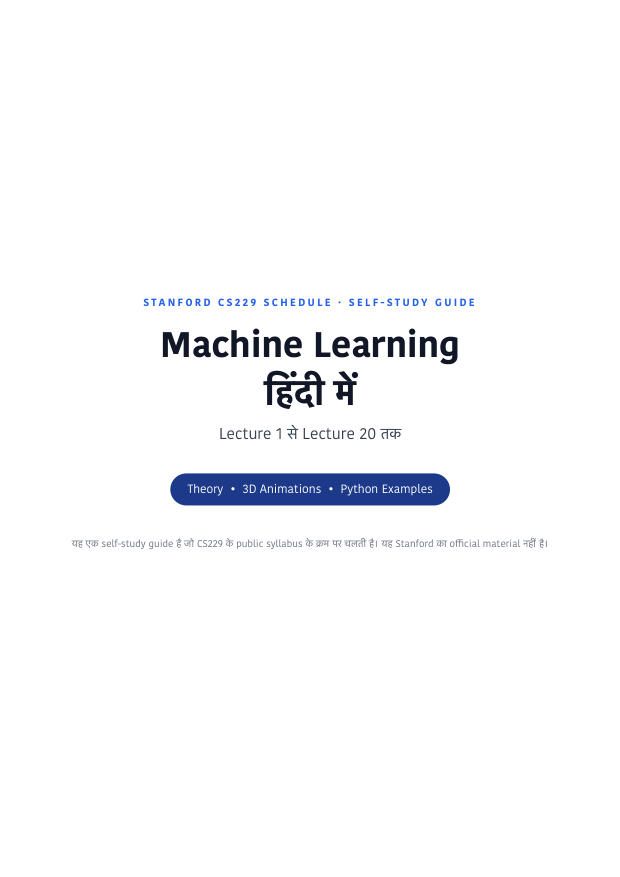 STANFORD CS229 SCHEDULE · SELF-STUDY GUIDE
Machine Learning
हिंदी में
Lecture 1 से Lecture 20 तक
Theory • 3D Animations • Python Examples
यह एक self-study guide है जो CS229 के public syllabus के क्रम पर चलती है। यह Stanford का official material नहीं है।